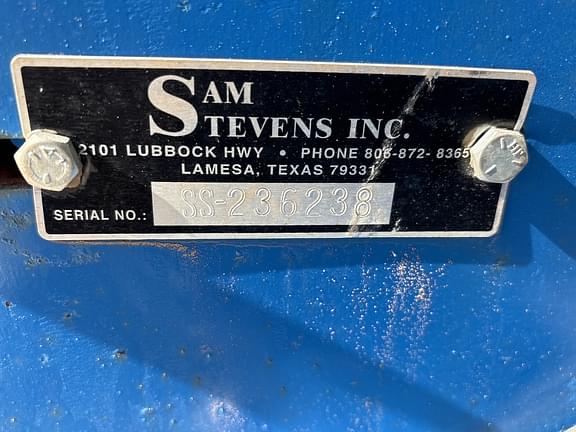 SAM
STEVENS INC.
2101 LUBBOCK HWY • PHONE 806-872-8365
LAMESA, TEXAS 79331
SERIAL NO.: SS-236238